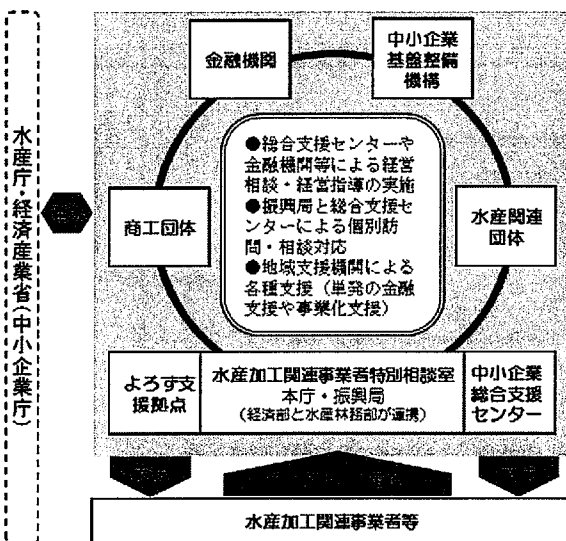 水産庁・経済産業省(中小企業庁)
金融機関
中小企業
基盤整備
機構
●総合支援センターや
金融機関等による経営
相談・経営指導の実施
●振興局と総合支援セ
ンターによる個別訪
問・相談対応
●地域支援機関による
各種支援(単発の金融
支援や事業化支援)
商工団体
水産関連
団体
よろず支
援拠点
水産加工関連事業者特別相談室
本庁・振興局
(経済部と水産林務部が連携)
中小企業
総合支援
センター
水産加工関連事業者等